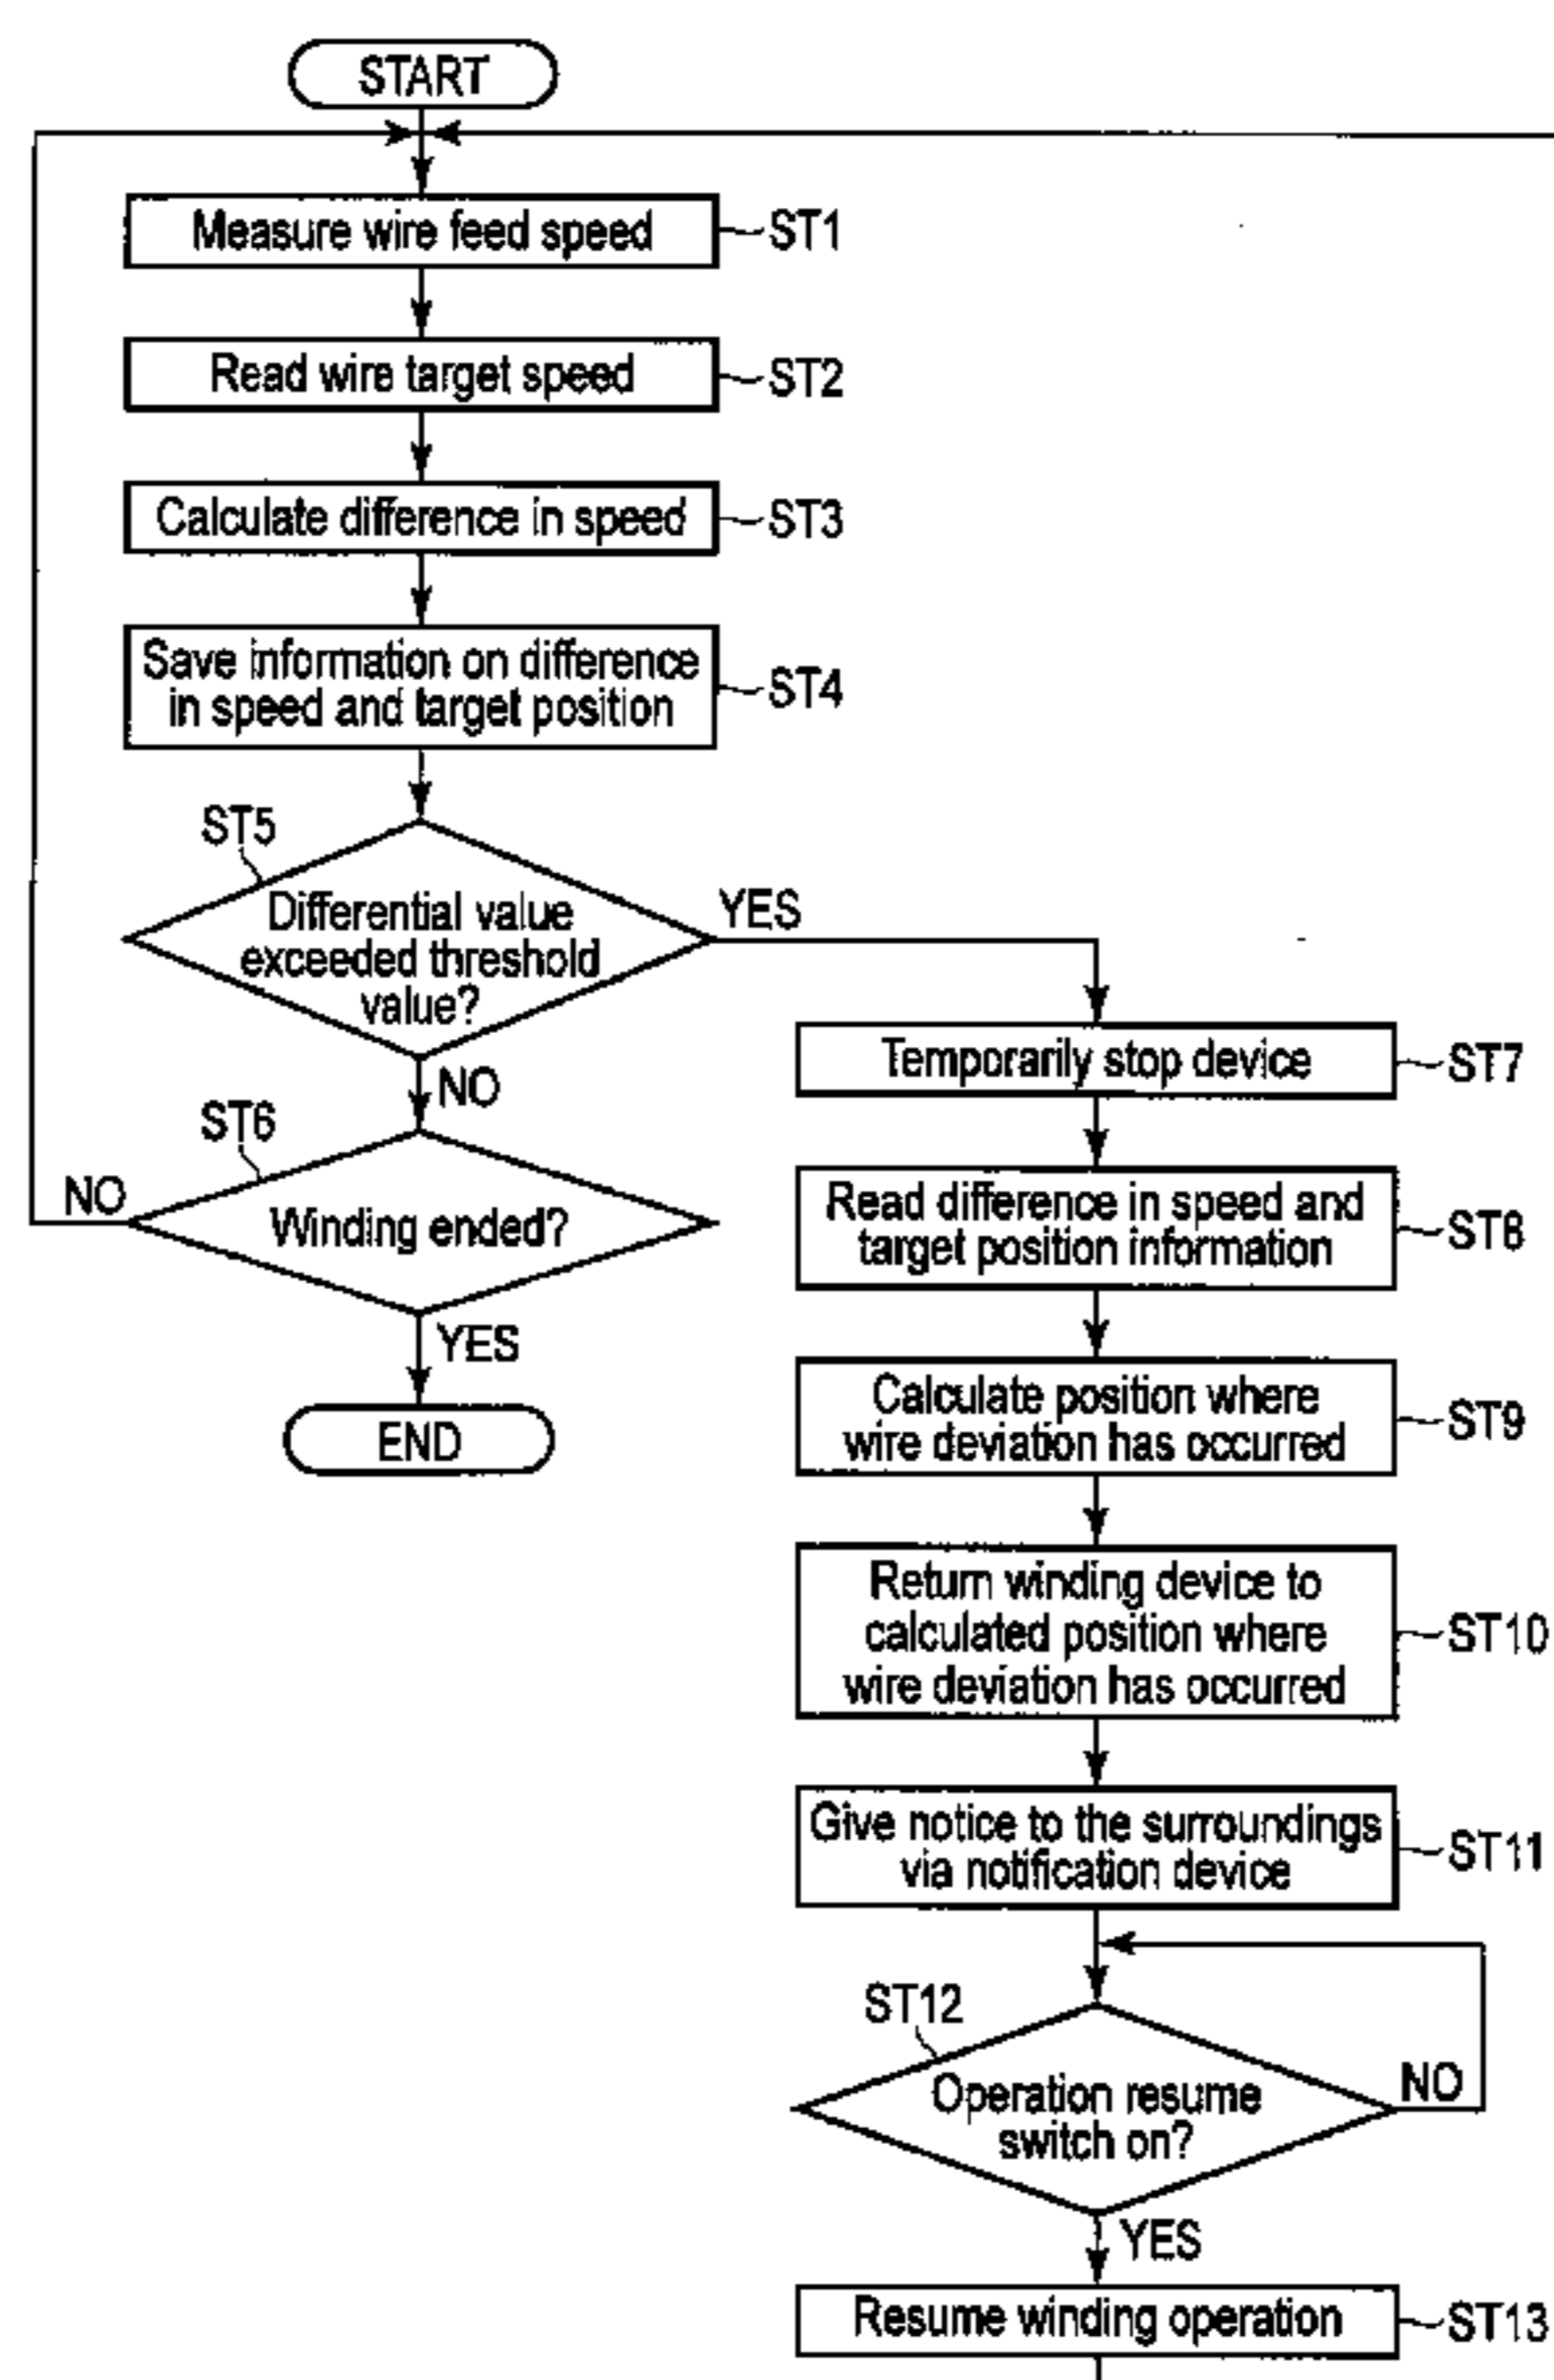 START
Measure wire feed speed
ST1
Read wire target speed
ST2
Calculate difference in speed
ST3
Save information on difference
in speed and target position
ST4
ST5
Differential value
exceeded threshold
value?
YES
NO
ST6
Winding ended?
NO
YES
END
Temporarily stop device
ST7
Read difference in speed and
target position information
ST8
Calculate position where
wire deviation has occurred
ST9
Return winding device to
calculated position where
wire deviation has occurred
ST10
Give notice to the surroundings
via notification device
ST11
ST12
Operation resume
switch on?
NO
YES
Resume winding operation
ST13